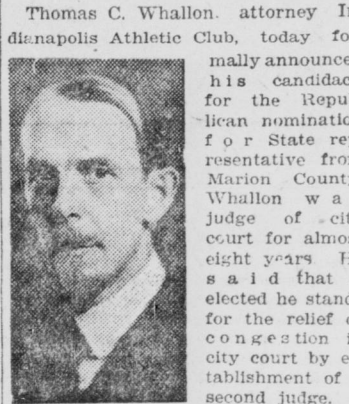 Thomas C. Whallon. attorney In
dianapolis Athletic Club, today fo
mally announce
his candidac
for the Repu
lican nominatio
for State re
resentative fro
Marion Count
Whallon wa
judge of cit
court for almo
eight years. H
said that
elected he stand
for the relief
congestion i
city court by e
tablishment of
second judge.